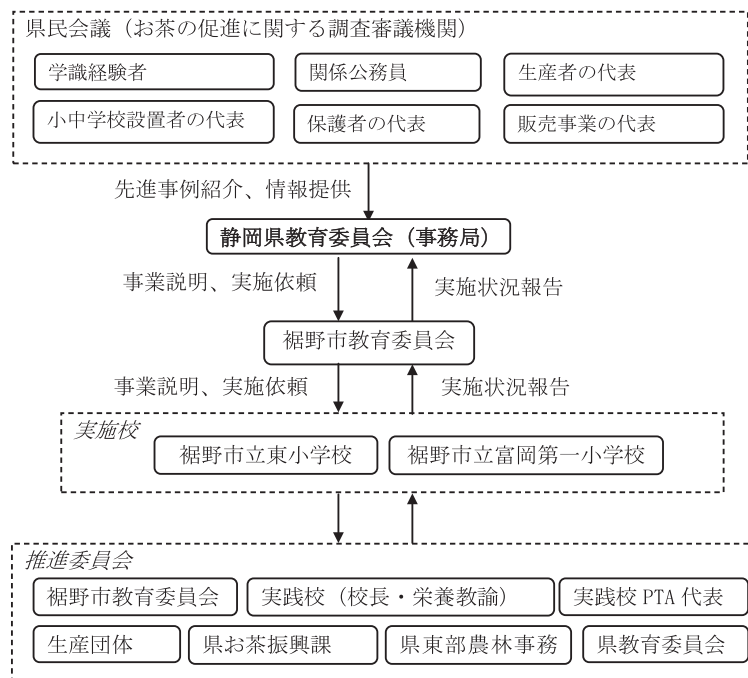 県民会議（お茶の促進に関する調査審議機関）
学識経験者
関係公務員
生産者の代表
小中学校設置者の代表
保護者の代表
販売事業の代表
先進事例紹介、情報提供
静岡県教育委員会（事務局）
事業説明、実施依頼
実施状況報告
裾野市教育委員会
事業説明、実施依頼
実施状況報告
実施校
裾野市立東小学校
裾野市立富岡第一小学校
推進委員会
裾野市教育委員会
実践校（校長・栄養教諭）
実践校 PTA 代表
生産団体
県お茶振興課
県東部農林事務
県教育委員会